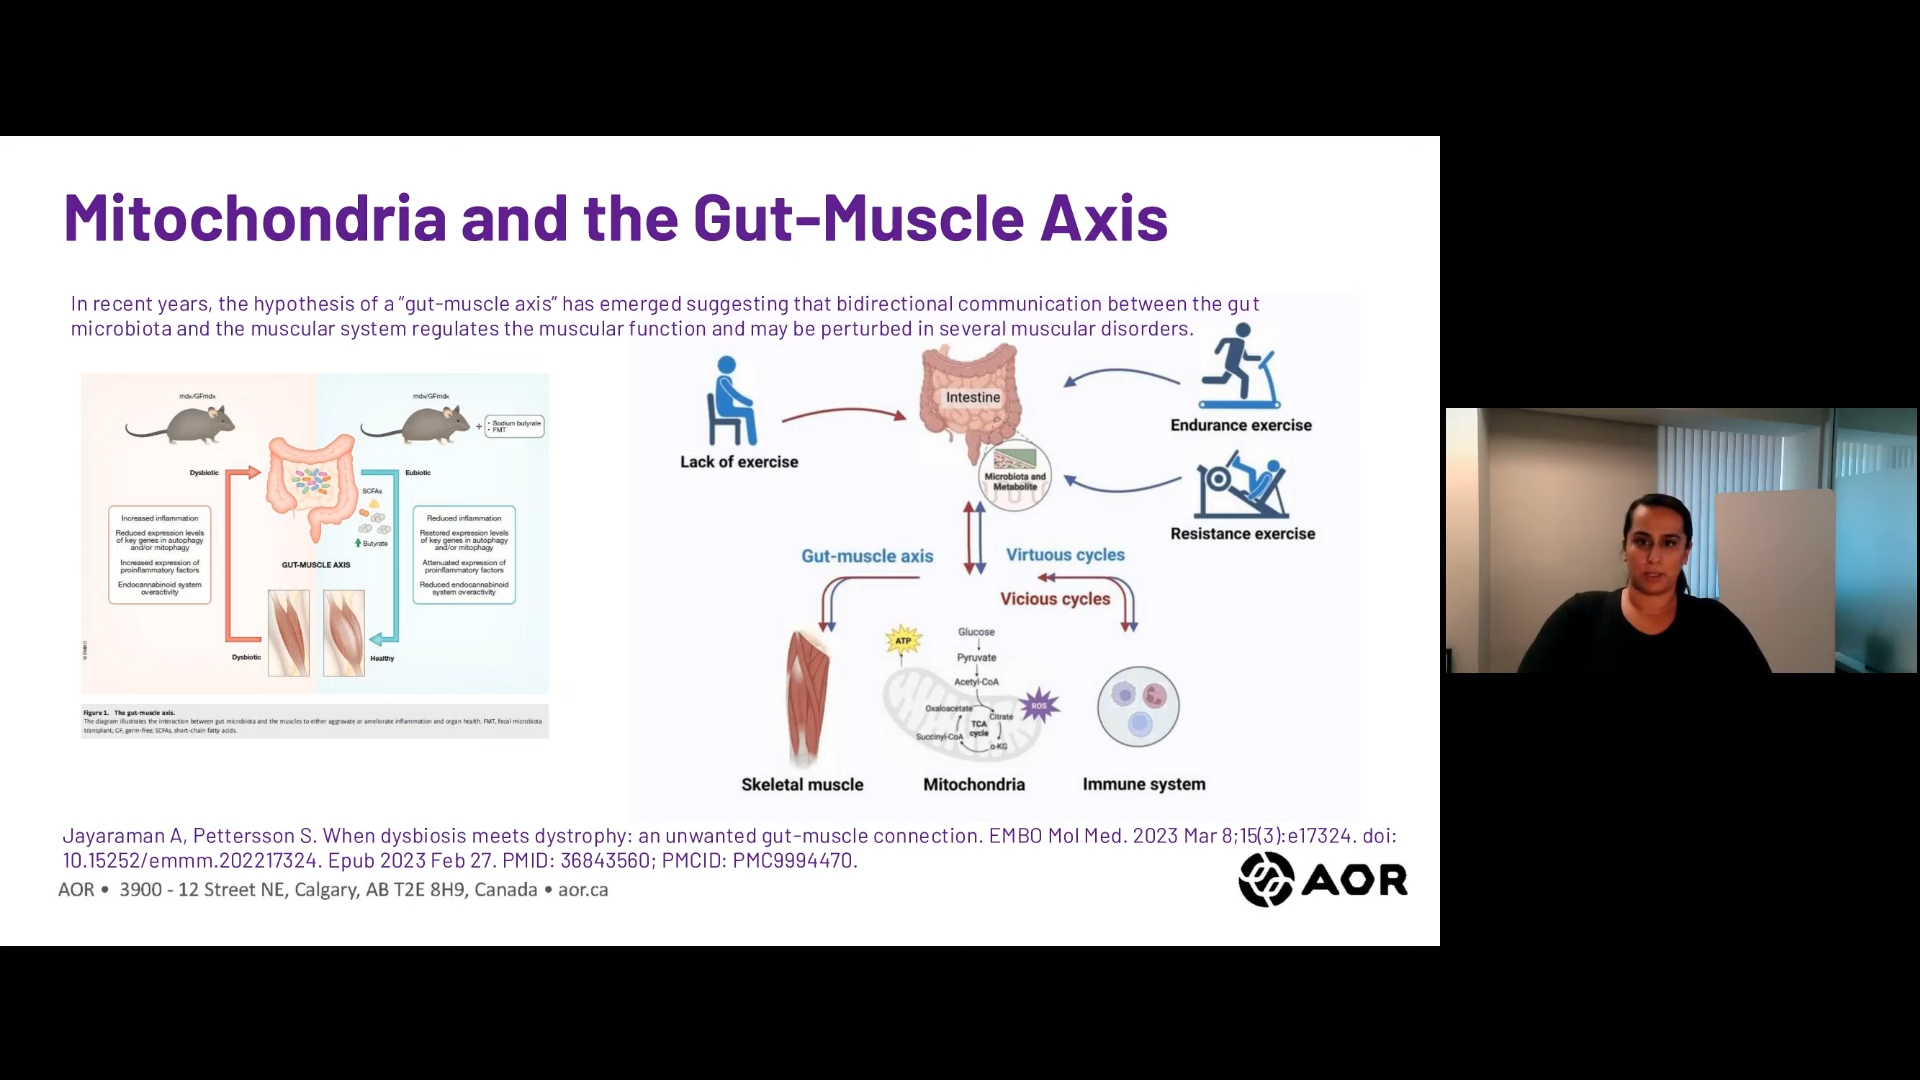 Mitochondria and the Gut-Muscle Axis
In recent years, the hypothesis of a “gut-muscle axis” has emerged suggesting that bidirectional communication between the gut
microbiota and the muscular system regulates the muscular function and may be perturbed in several muscular disorders.
mdx/GFmdx
mdx/GFmdx
+
• Sodium butyrate
• FMT
Dysbiotic
Eubiotic
SCFAs
Butyrate
Increased inflammation
Reduced expression levels
of key genes in autophagy
and/or mitophagy
Increased expression of
proinflammatory factors
Endocannabinoid system
overactivity
GUT-MUSCLE AXIS
Reduced inflammation
Restored expression levels
of key genes in autophagy
and/or mitophagy
Attenuated expression of
proinflammatory factors
Reduced endocannabinoid
system overactivity
Dysbiotic
Healthy
© EMBO
Figure 1. The gut-muscle axis.
The diagram illustrates the interaction between gut microbiota and the muscles to either aggravate or ameliorate inflammation and organ health. FMT, fecal microbiota
transplant; GF, germ-free; SCFAs, short-chain fatty acids.
Lack of exercise
Intestine
Microbiota and
Metabolite
Endurance exercise
Resistance exercise
Gut-muscle axis
Virtuous cycles
Vicious cycles
ATP
Glucose
Pyruvate
Acetyl-CoA
Oxaloacetate
Citrate
TCA
cycle
Succinyl-CoA
α-KG
ROS
Skeletal muscle
Mitochondria
Immune system
Jayaraman A, Pettersson S. When dysbiosis meets dystrophy: an unwanted gut-muscle connection. EMBO Mol Med. 2023 Mar 8;15(3):e17324. doi:
10.15252/emmm.202217324. Epub 2023 Feb 27. PMID: 36843560; PMCID: PMC9994470.
AOR • 3900 - 12 Street NE, Calgary, AB T2E 8H9, Canada • aor.ca
AOR